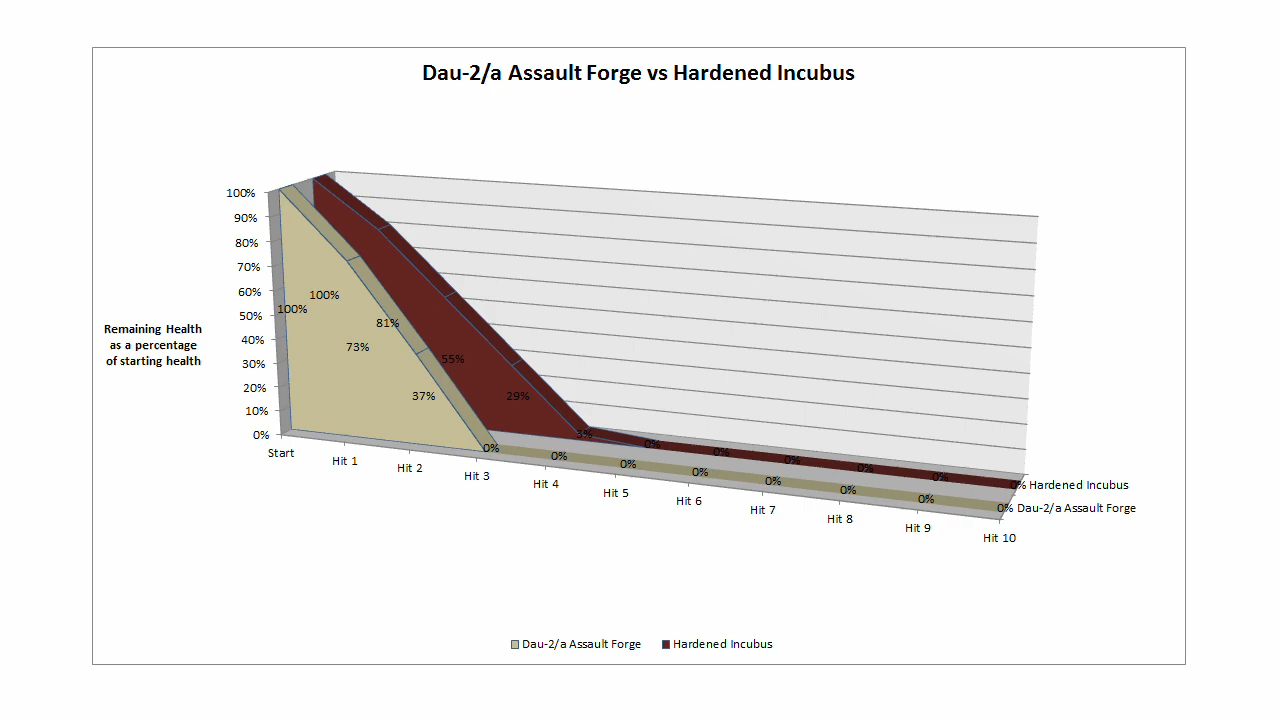 Dau-2/a Assault Forge vs Hardened Incubus
100%
90%
80%
70%
60%
50%
40%
30%
20%
10%
0%
Remaining Health
as a percentage
of starting health
100%
81%
55%
29%
3%
0%
0%
0%
0%
0%
0% Hardened Incubus
100%
73%
37%
0%
0%
0%
0%
0%
0%
0%
0% Dau-2/a Assault Forge
Start
Hit 1
Hit 2
Hit 3
Hit 4
Hit 5
Hit 6
Hit 7
Hit 8
Hit 9
Hit 10
Dau-2/a Assault Forge
Hardened Incubus